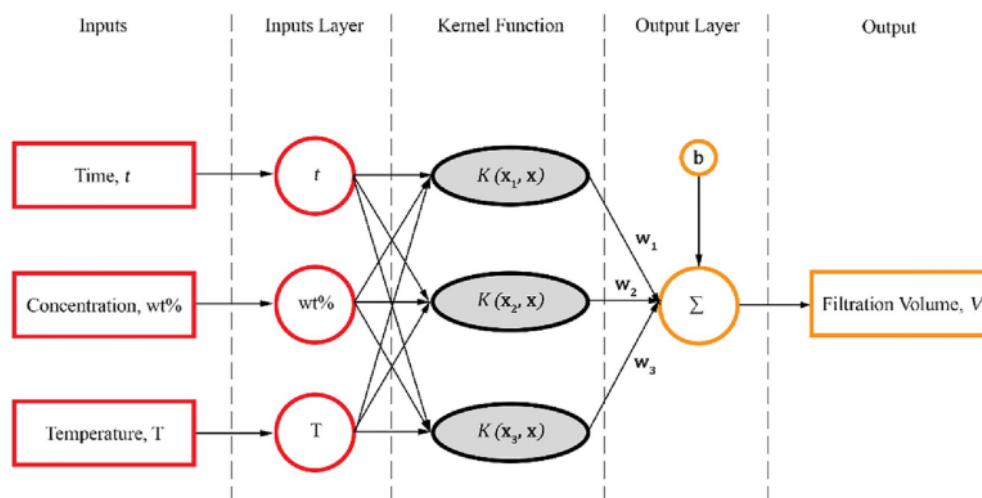 Inputs
Inputs Layer
Kernel Function
Output Layer
Output
Time, t
t
K (x₁, x)
b
w₁
Concentration, wt%
wt%
K (x₂, x)
w₂
Σ
Filtration Volume, V
w₃
Temperature, T
T
K (x₃, x)